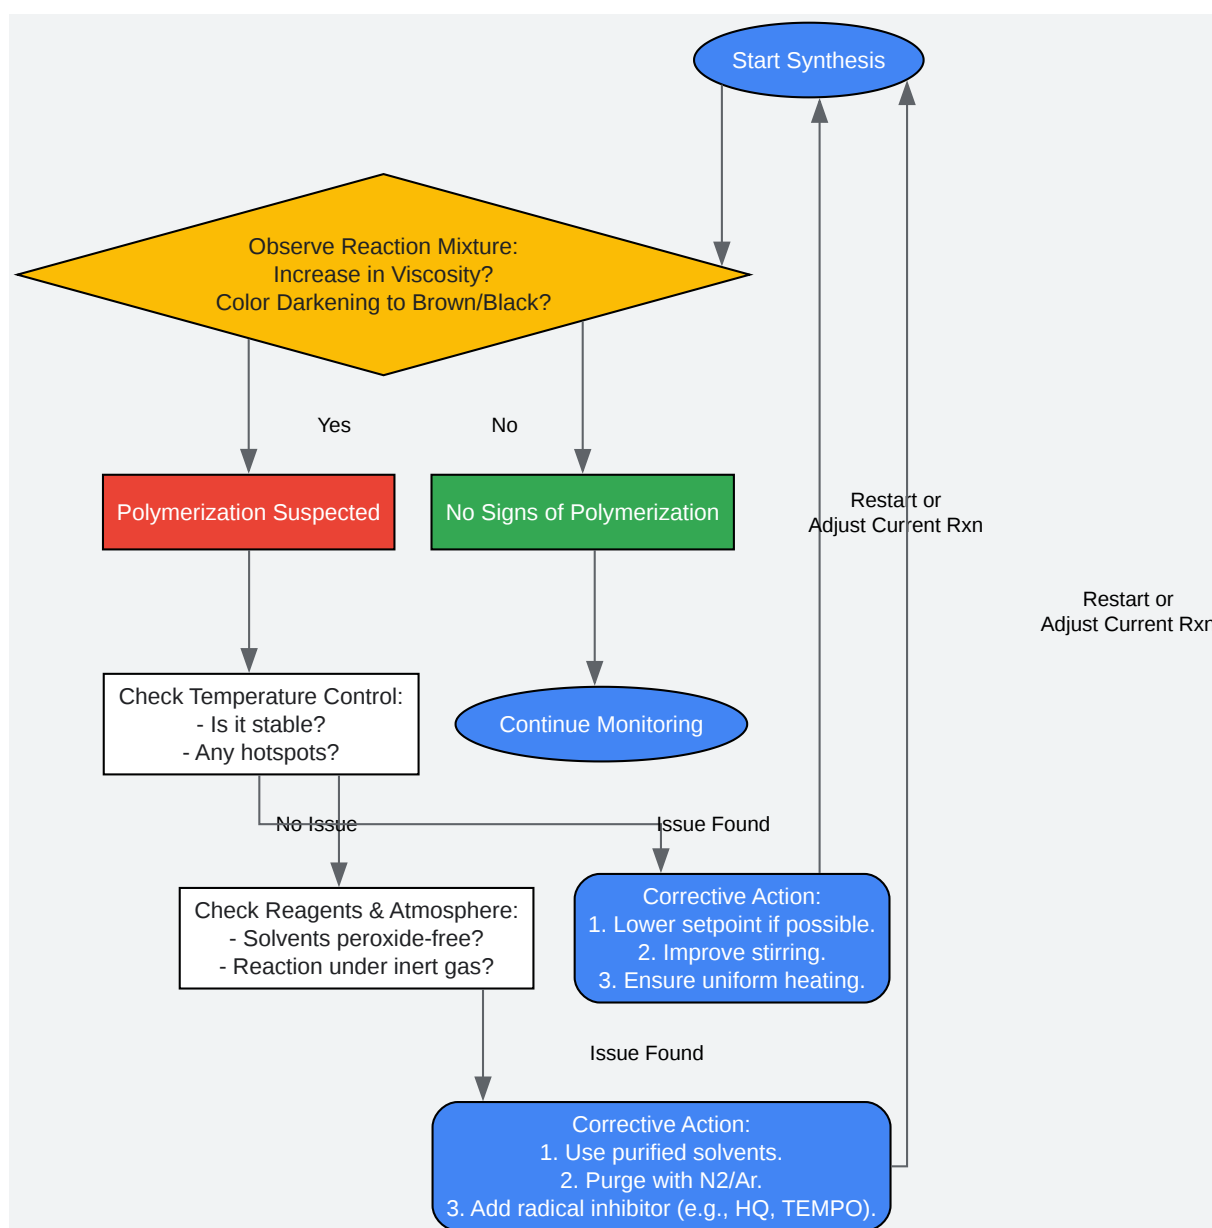 Start Synthesis
Observe Reaction Mixture:
Increase in Viscosity?
Color Darkening to Brown/Black?
Yes
No
Polymerization Suspected
No Signs of Polymerization
Restart or
Adjust Current Rxn
Restart or
Adjust Current Rxn
Check Temperature Control:
- Is it stable?
- Any hotspots?
Continue Monitoring
No Issue
Issue Found
Check Reagents & Atmosphere:
- Solvents peroxide-free?
- Reaction under inert gas?
Corrective Action:
1. Lower setpoint if possible.
2. Improve stirring.
3. Ensure uniform heating.
Issue Found
Corrective Action:
1. Use purified solvents.
2. Purge with N2/Ar.
3. Add radical inhibitor (e.g., HQ, TEMPO).